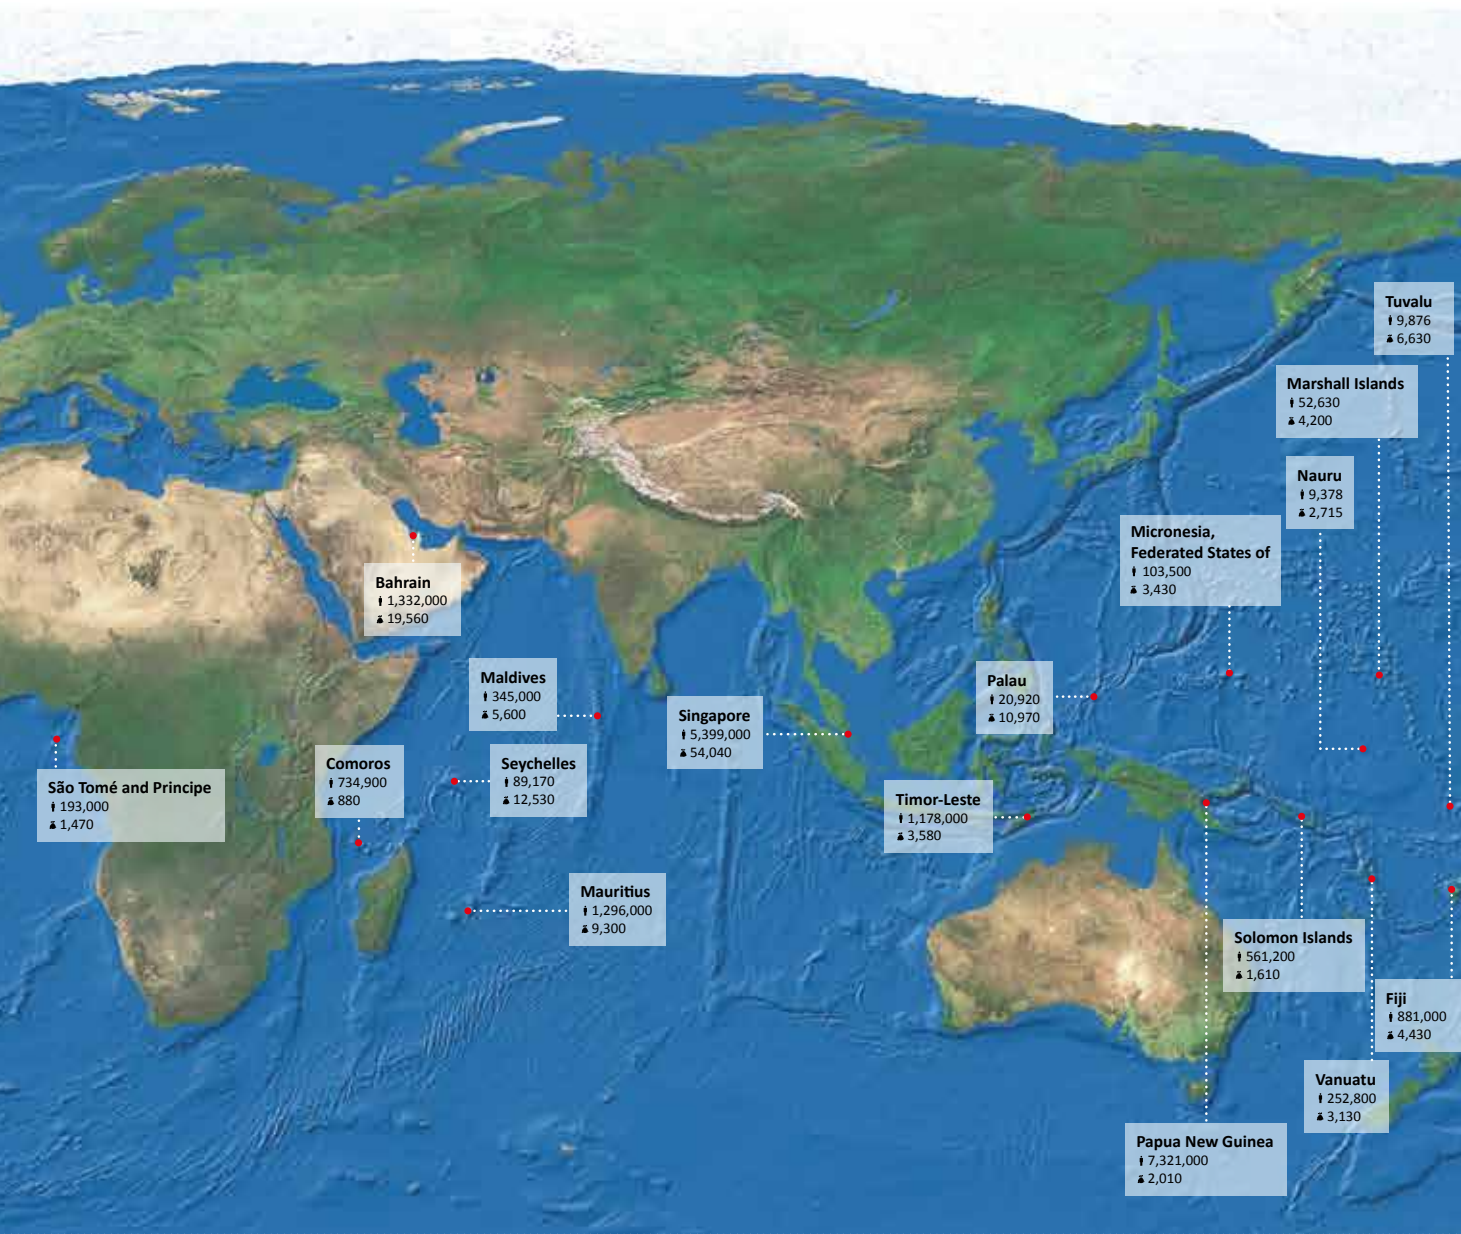 Tuvalu
9,876
6,630
Marshall Islands
52,630
4,200
Nauru
9,378
2,715
Micronesia,
Federated States of
103,500
3,430
Bahrain
1,332,000
19,560
Maldives
345,000
5,600
Palau
20,920
10,970
Singapore
5,399,000
54,040
Comoros
734,900
880
Seychelles
89,170
12,530
São Tomé and Principe
193,000
1,470
Timor-Leste
1,178,000
3,580
Mauritius
1,296,000
9,300
Solomon Islands
561,200
1,610
Fiji
881,000
4,430
Vanuatu
252,800
3,130
Papua New Guinea
7,321,000
2,010